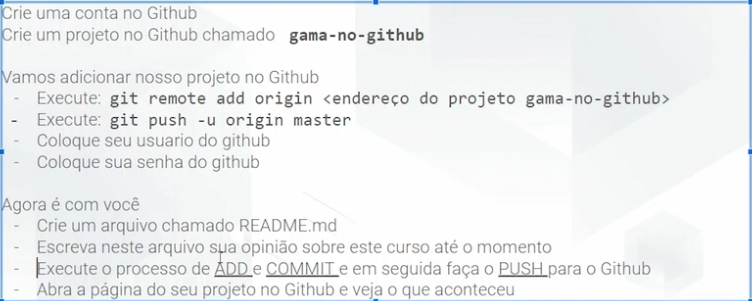 Crie uma conta no Github
Crie um projeto no Github chamado gama-no-github
Vamos adicionar nosso projeto no Github
- Execute: git remote add origin <endereço do projeto gama-no-github>
- Execute: git push -u origin master
- Coloque seu usuario do github
- Coloque sua senha do github
Agora é com você
- Crie um arquivo chamado README.md
- Escreva neste arquivo sua opinião sobre este curso até o momento
- Execute o processo de ADD e COMMIT e em seguida faça o PUSH para o Github
- Abra a página do seu projeto no Github e veja o que aconteceu